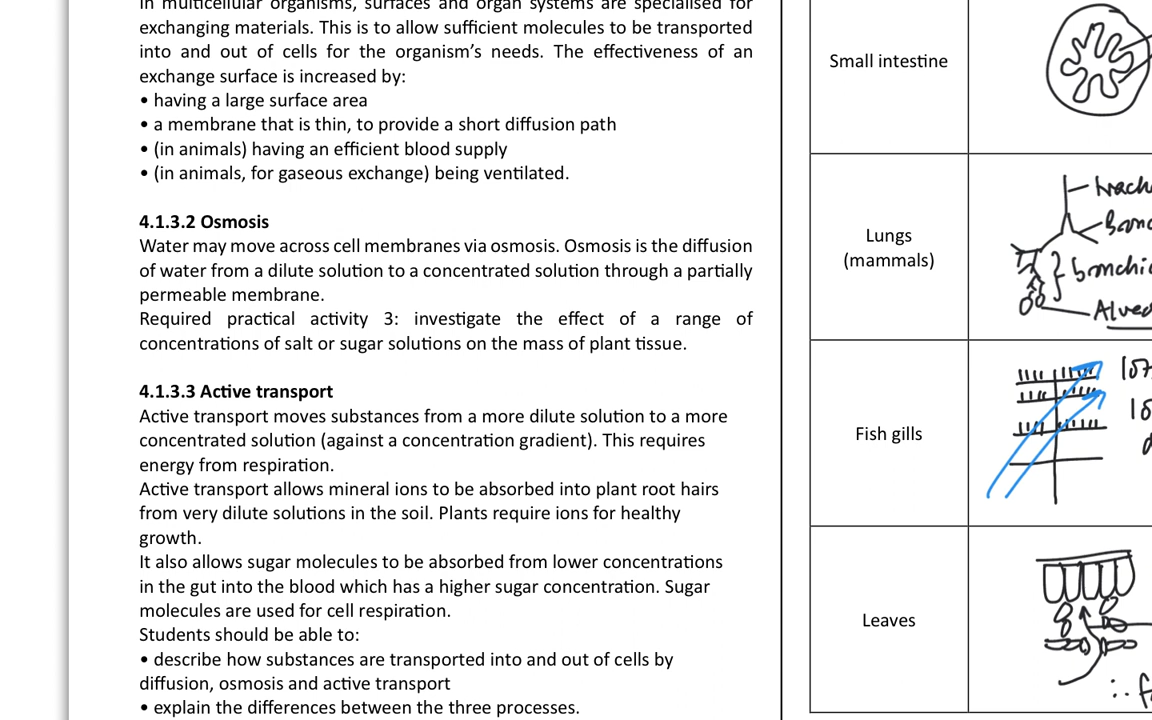 In multicellular organisms, surfaces and organ systems are specialised for
exchanging materials. This is to allow sufficient molecules to be transported
into and out of cells for the organism's needs. The effectiveness of an
exchange surface is increased by:
• having a large surface area
• a membrane that is thin, to provide a short diffusion path
• (in animals) having an efficient blood supply
• (in animals, for gaseous exchange) being ventilated.
4.1.3.2 Osmosis
Water may move across cell membranes via osmosis. Osmosis is the diffusion
of water from a dilute solution to a concentrated solution through a partially
permeable membrane.
Required practical activity 3: investigate the effect of a range of
concentrations of salt or sugar solutions on the mass of plant tissue.
4.1.3.3 Active transport
Active transport moves substances from a more dilute solution to a more
concentrated solution (against a concentration gradient). This requires
energy from respiration.
Active transport allows mineral ions to be absorbed into plant root hairs
from very dilute solutions in the soil. Plants require ions for healthy
growth.
It also allows sugar molecules to be absorbed from lower concentrations
in the gut into the blood which has a higher sugar concentration. Sugar
molecules are used for cell respiration.
Students should be able to:
• describe how substances are transported into and out of cells by
diffusion, osmosis and active transport
• explain the differences between the three processes.
Small intestine
Lungs
(mammals)
trach
bronchi
Alveo
Fish gills
Leaves